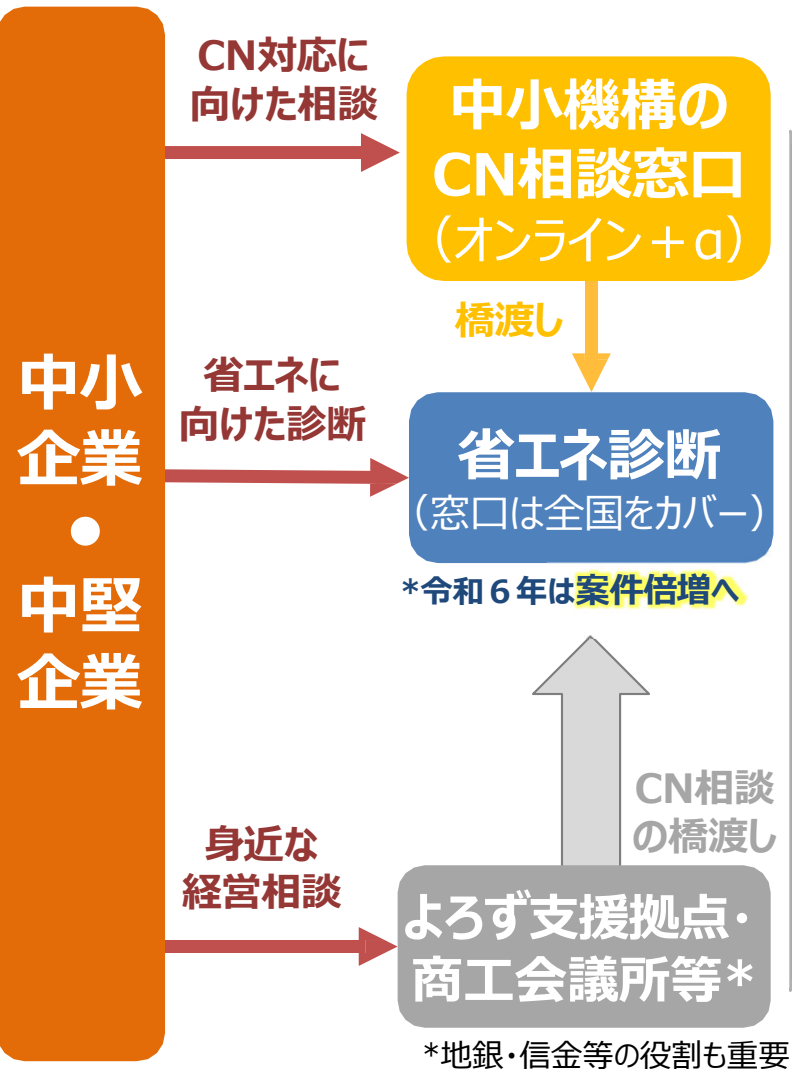 中小
企業
●
中堅
企業
CN対応に
向けた相談
中小機構の
CN相談窓口
（オンライン＋α）
橋渡し
省エネに
向けた診断
省エネ診断
（窓口は全国をカバー）
*令和６年は案件倍増へ
CN相談
の橋渡し
身近な
経営相談
よろず支援拠点・
商工会議所等*
*地銀・信金等の役割も重要